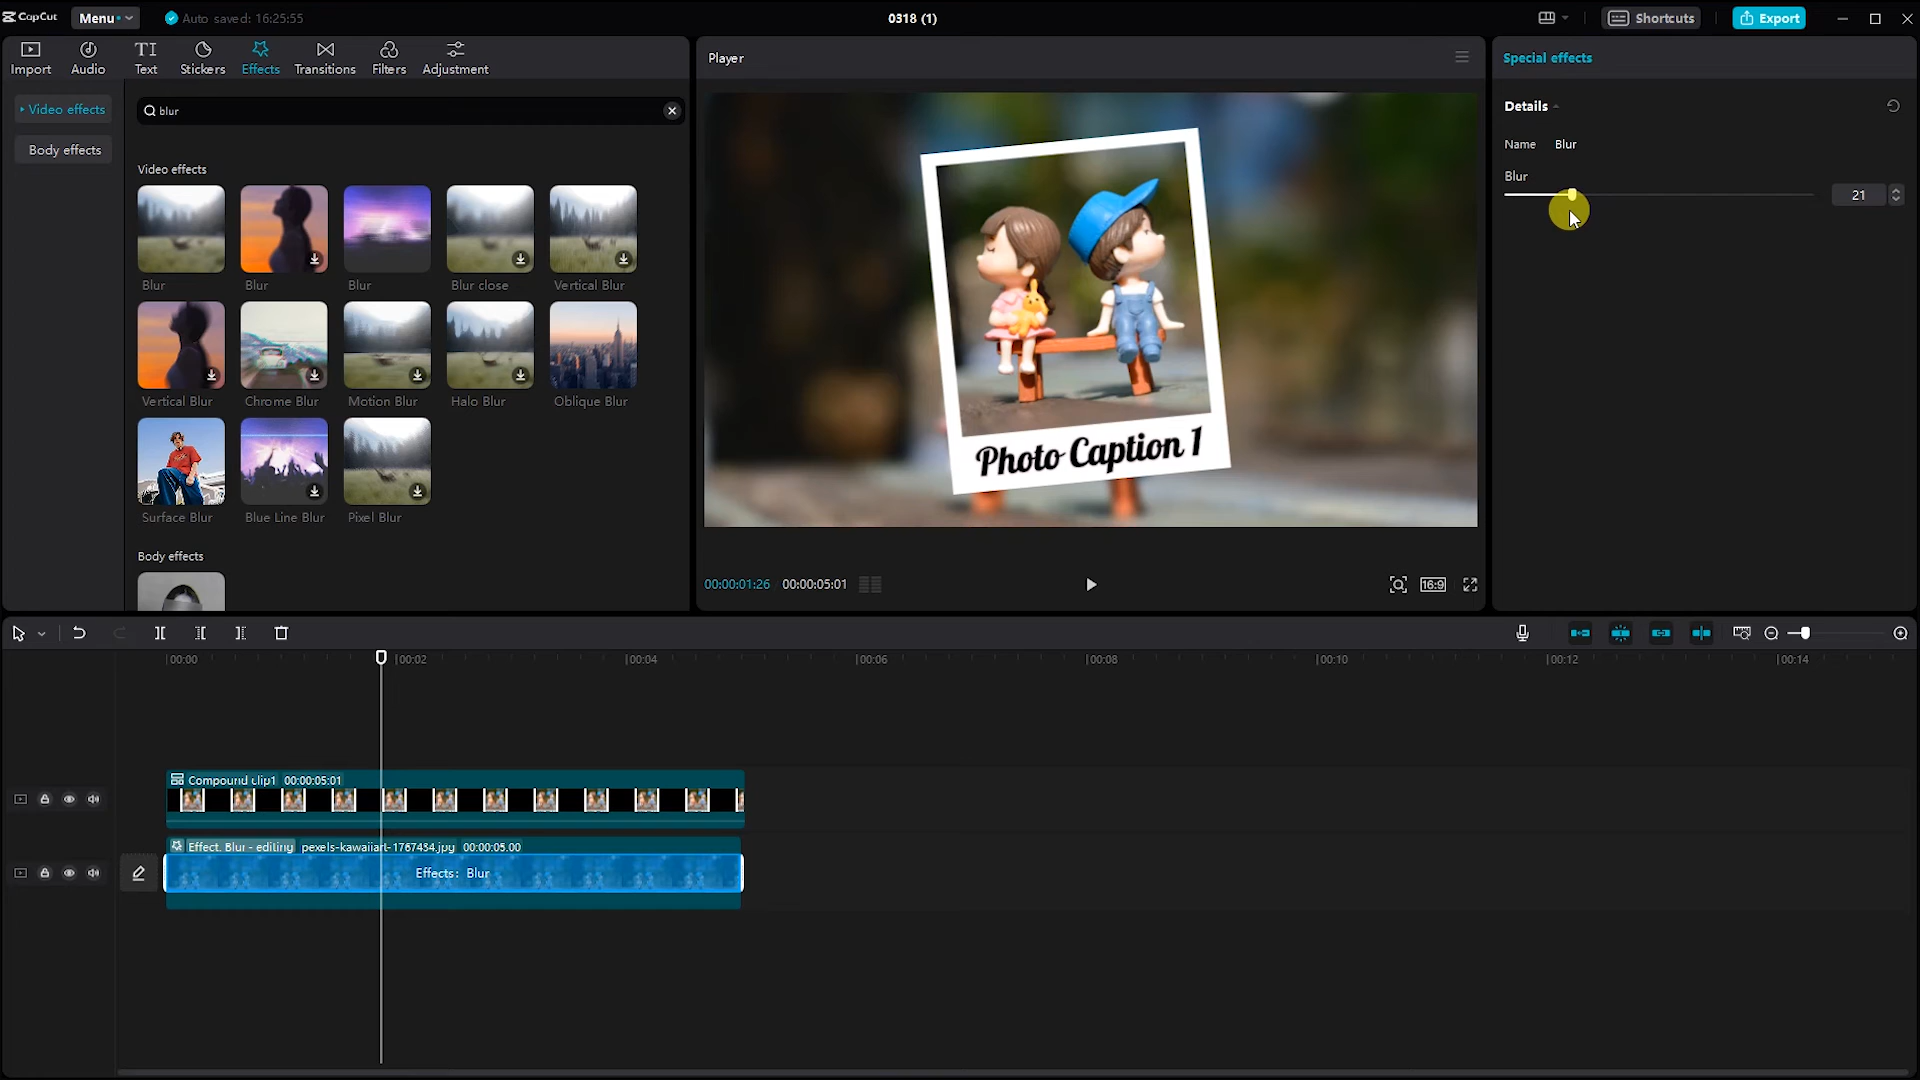 CapCut
Menu
Auto saved: 16:25:55
0318 (1)
Shortcuts
Export
Import
Audio
TI
Text
Stickers
Effects
Transitions
Filters
Adjustment
Player
Special effects
Video effects
Body effects
blur
Details
Name Blur
Blur
21
Video effects
Blur
Blur
Blur
Blur close
Vertical Blur
Vertical Blur
Chrome Blur
Motion Blur
Halo Blur
Oblique Blur
Surface Blur
Blue Line Blur
Pixel Blur
Body effects
Photo Caption 1
00:00:01:26
00:00:05:01
16:9
00:00
00:02
00:04
00:06
00:08
00:10
00:12
00:14
Compound clip1 00:00:05:01
Effect. Blur - editing pexels-kawaiiart-1767434.jpg 00:00:05:00
Effects: Blur